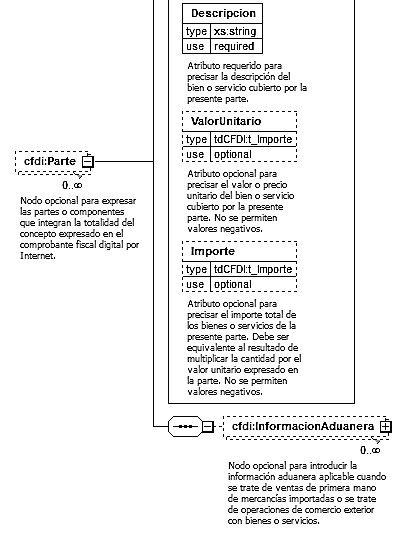 Descripcion
type xs:string
use required
Atributo requerido para
precisar la descripción del
bien o servicio cubierto por la
presente parte.
ValorUnitario
type tdCFDI:t_Importe
use optional
Atributo opcional para
precisar el valor o precio
unitario del bien o servicio
cubierto por la presente
parte. No se permiten
valores negativos.
cfdi:Parte
0..∞
Nodo opcional para expresar
las partes o componentes
que integran la totalidad del
concepto expresado en el
comprobante fiscal digital por
Internet.
Importe
type tdCFDI:t_Importe
use optional
Atributo opcional para
precisar el importe total de
los bienes o servicios de la
presente parte. Debe ser
equivalente al resultado de
multiplicar la cantidad por el
valor unitario expresado en
la parte. No se permiten
valores negativos.
cfdi:InformacionAduanera
0..∞
Nodo opcional para introducir la
información aduanera aplicable cuando
se trate de ventas de primera mano
de mercancías importadas o se trate
de operaciones de comercio exterior
con bienes o servicios.